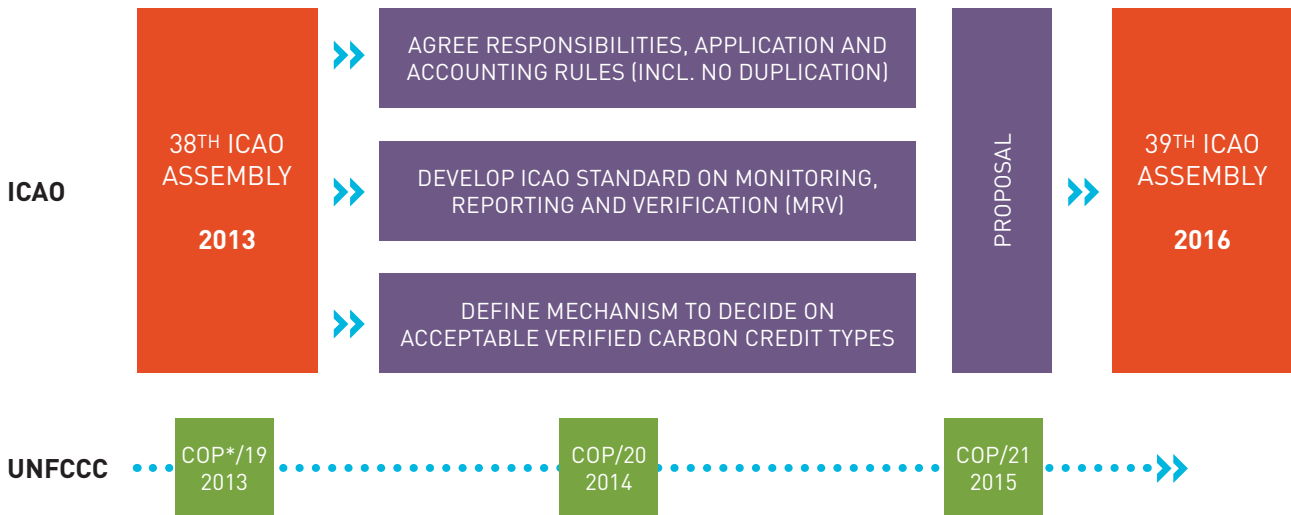 ICAO
38TH ICAO
ASSEMBLY
2013
AGREE RESPONSIBILITIES, APPLICATION AND
ACCOUNTING RULES (INCL. NO DUPLICATION)
DEVELOP ICAO STANDARD ON MONITORING,
REPORTING AND VERIFICATION (MRV)
DEFINE MECHANISM TO DECIDE ON
ACCEPTABLE VERIFIED CARBON CREDIT TYPES
PROPOSAL
39TH ICAO
ASSEMBLY
2016
UNFCCC
COP*/19
2013
COP/20
2014
COP/21
2015